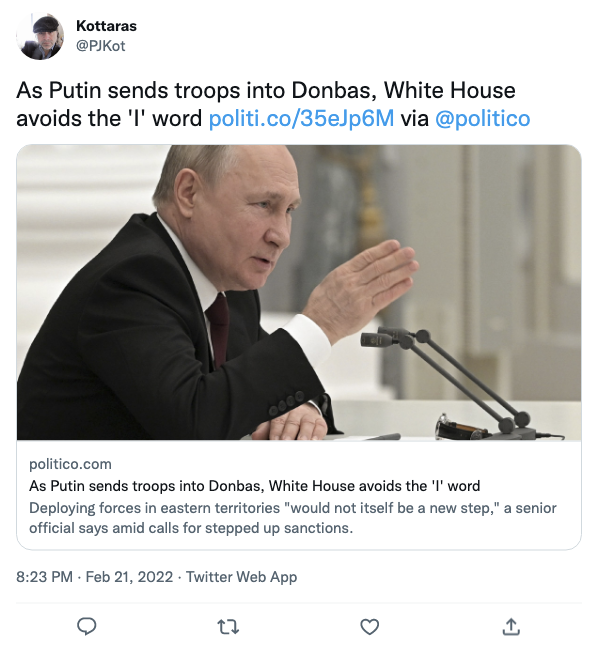 Kottaras
@PJKot
As Putin sends troops into Donbas, White House
avoids the 'I' word politi.co/35eJp6M via @politico
politico.com
As Putin sends troops into Donbas, White House avoids the 'I' word
Deploying forces in eastern territories "would not itself be a new step," a senior
official says amid calls for stepped up sanctions.
8:23 PM · Feb 21, 2022 · Twitter Web App